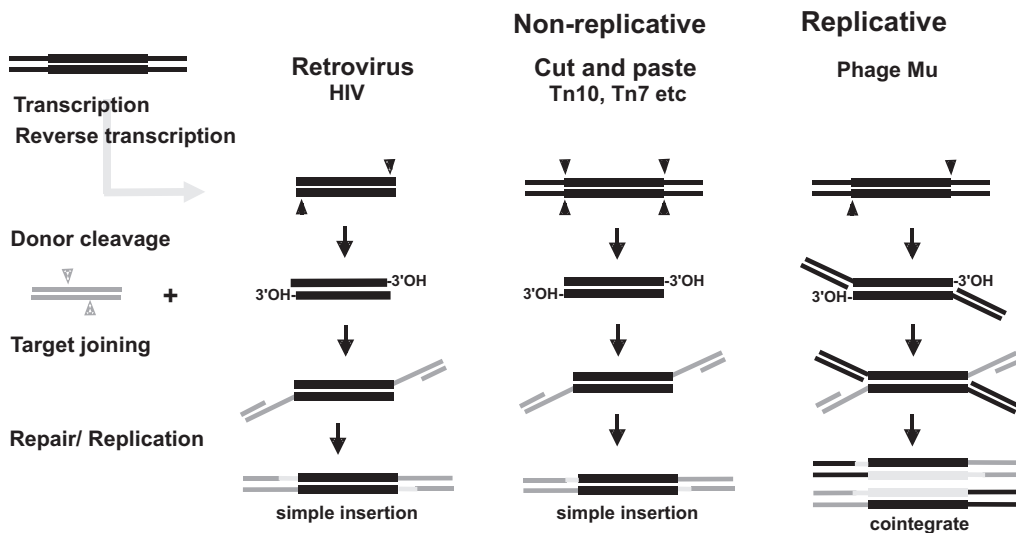 Non-replicative
Replicative
Retrovirus
HIV
Cut and paste
Tn10, Tn7 etc
Phage Mu
Transcription
Reverse transcription
Donor cleavage
3'OH-
-3'OH
3'OH-
-3'OH
3'OH-
-3'OH
+
Target joining
Repair/ Replication
simple insertion
simple insertion
cointegrate